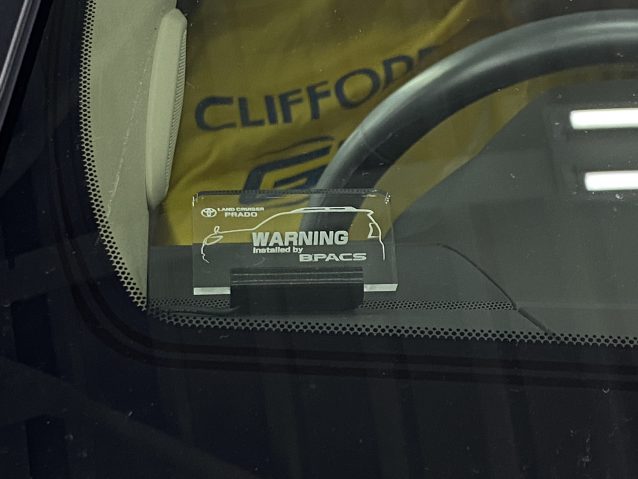 CLIFFORD
LAND CRUISER
PRADO
WARNING
Installed by
BPACS